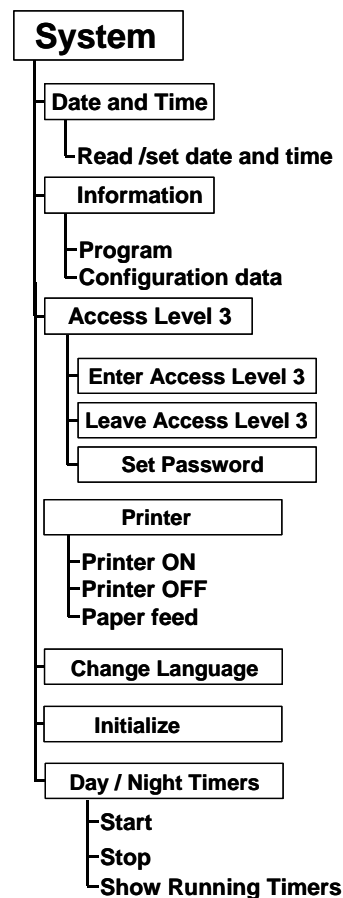 System
Date and Time
Read /set date and time
Information
Program
Configuration data
Access Level 3
Enter Access Level 3
Leave Access Level 3
Set Password
Printer
Printer ON
Printer OFF
Paper feed
Change Language
Initialize
Day / Night Timers
Start
Stop
Show Running Timers